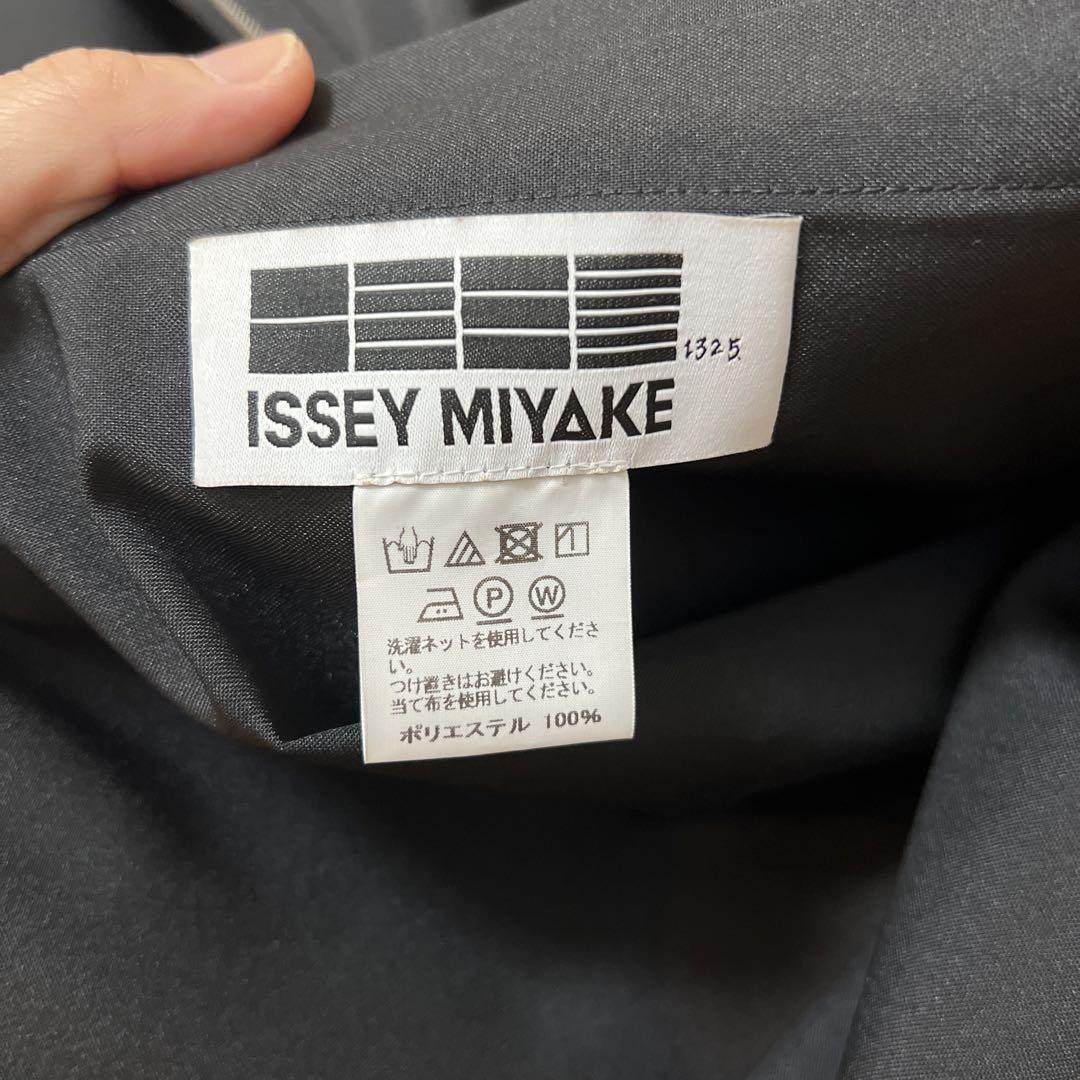 1325.
ISSEY MIYAKE
P W
洗濯ネットを使用してくださ
い。
つけ置きはお避けください。
当て布を使用してください。
ポリエステル 100%